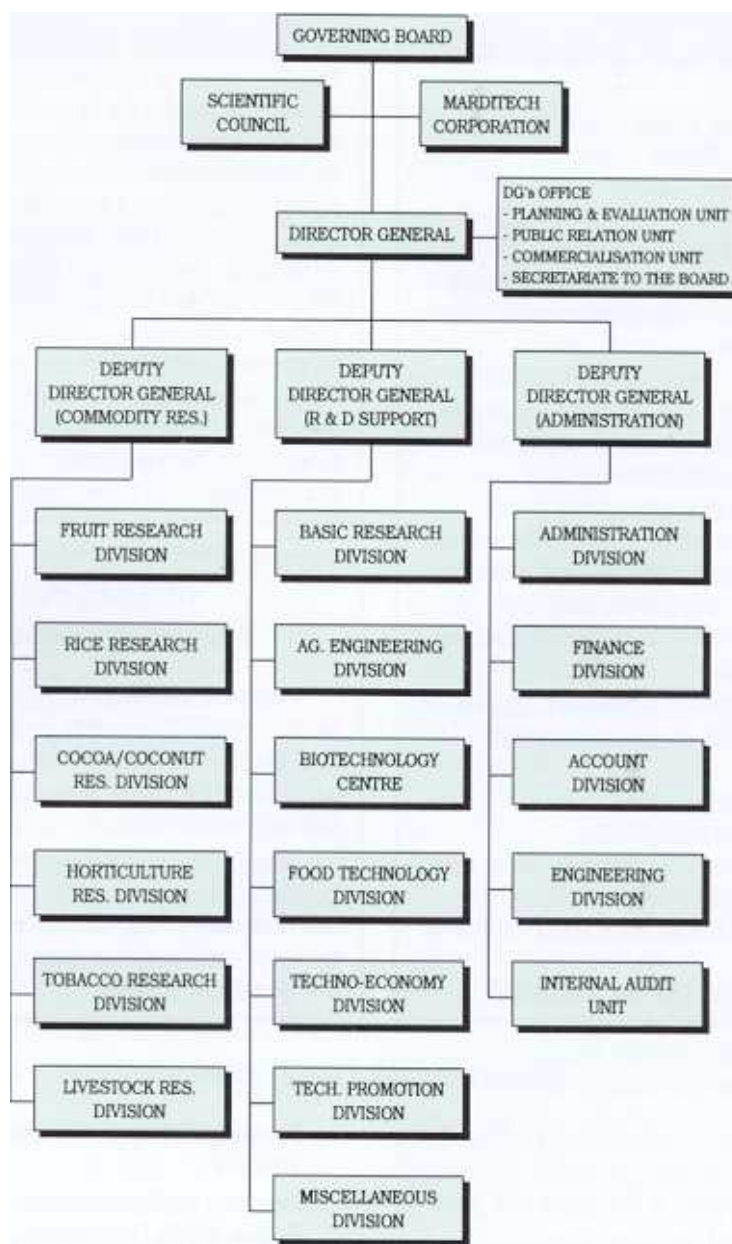 GOVERNING BOARD
SCIENTIFIC
COUNCIL
MARDITECH
CORPORATION
DIRECTOR GENERAL
DG's OFFICE
- PLANNING & EVALUATION UNIT
- PUBLIC RELATION UNIT
- COMMERCIALISATION UNIT
- SECRETARIATE TO THE BOARD
DEPUTY
DIRECTOR GENERAL
(COMMODITY RES.)
DEPUTY
DIRECTOR GENERAL
(R & D SUPPORT)
DEPUTY
DIRECTOR GENERAL
(ADMINISTRATION)
FRUIT RESEARCH
DIVISION
RICE RESEARCH
DIVISION
COCOA/COCONUT
RES. DIVISION
HORTICULTURE
RES. DIVISION
TOBACCO RESEARCH
DIVISION
LIVESTOCK RES.
DIVISION
BASIC RESEARCH
DIVISION
AG. ENGINEERING
DIVISION
BIOTECHNOLOGY
CENTRE
FOOD TECHNOLOGY
DIVISION
TECHNO-ECONOMY
DIVISION
TECH. PROMOTION
DIVISION
MISCELLANEOUS
DIVISION
ADMINISTRATION
DIVISION
FINANCE
DIVISION
ACCOUNT
DIVISION
ENGINEERING
DIVISION
INTERNAL AUDIT
UNIT